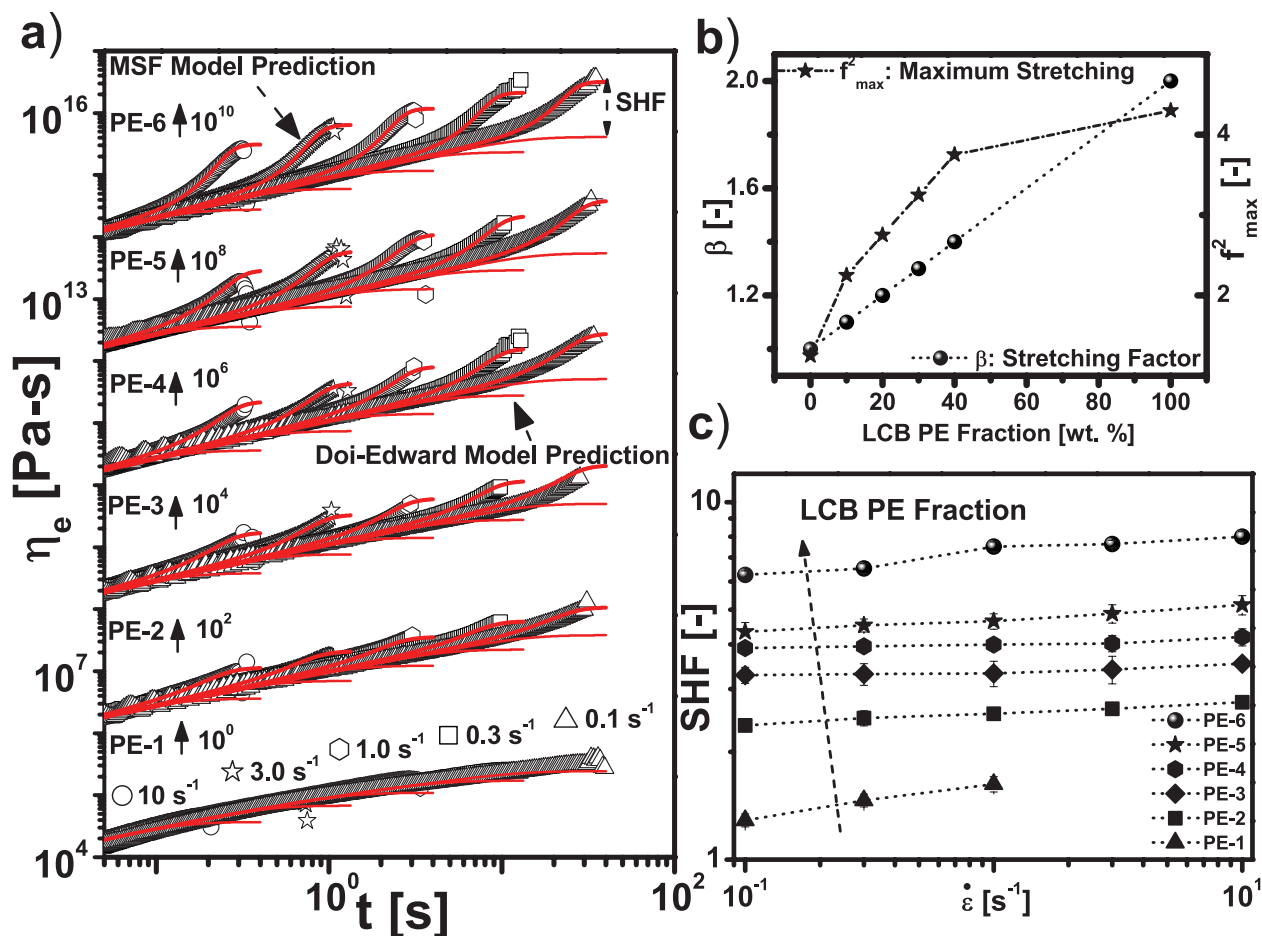 a)
MSF Model Prediction
PE-6 10^10
SHF
PE-5 10^8
PE-4 10^6
Doi-Edward Model Prediction
PE-3 10^4
PE-2 10^2
PE-1 10^0
10 s^-1
3.0 s^-1
1.0 s^-1
0.3 s^-1
0.1 s^-1
10^16
10^13
10^7
10^4
η_e [Pa-s]
10^0
10^2
t [s]
b)
f^2_max: Maximum Stretching
β: Stretching Factor
2.0
1.6
1.2
β [-]
4
2
f^2_max [-]
0 20 40 60 80 100
LCB PE Fraction [wt. %]
c)
LCB PE Fraction
10
1
SHF [-]
PE-6
PE-5
PE-4
PE-3
PE-2
PE-1
10^-1 10^0 10^1
ε̇ [s^-1]